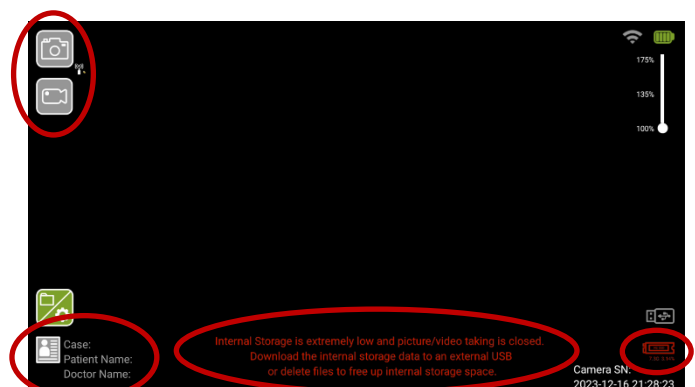 175%
135%
100%
Case:
Patient Name:
Doctor Name:
Internal Storage is extremely low and picture/video taking is closed.
Download the internal storage data to an external USB
or delete files to free up internal storage space.
Camera SN:
2023-12-16 21:28:23